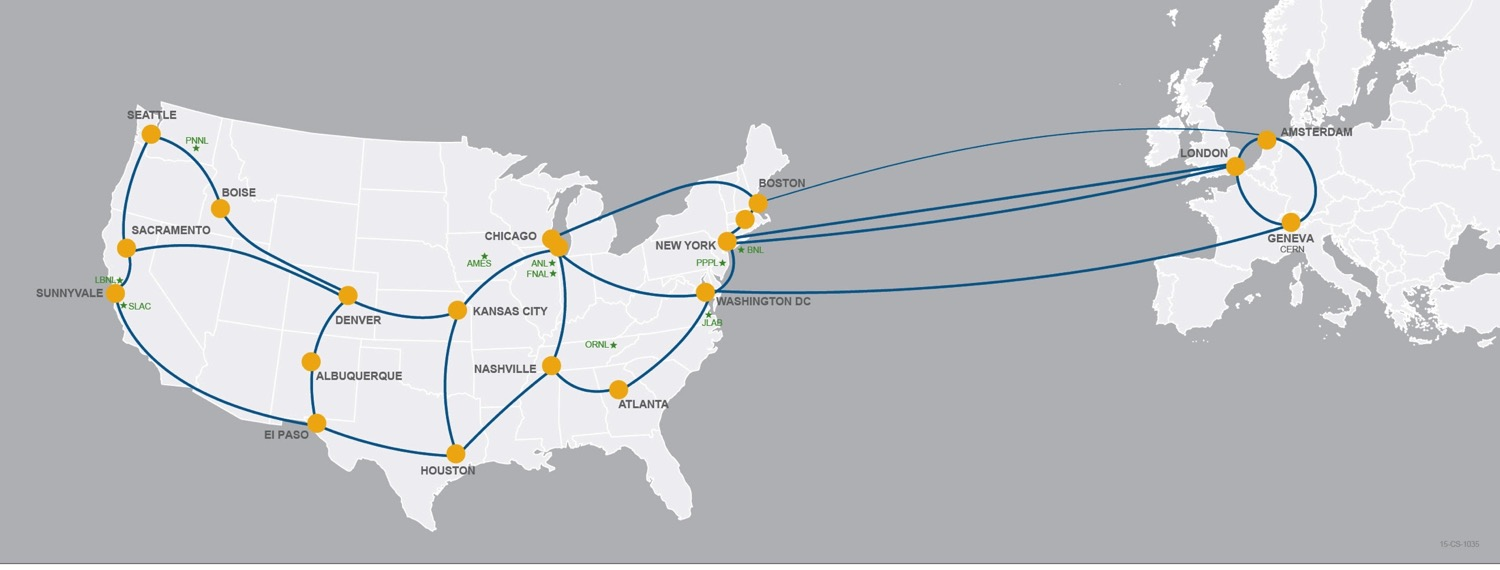 SEATTLE
PNNL
BOISE
SACRAMENTO
LBNL
SUNNYVALE
SLAC
DENVER
ALBUQUERQUE
El PASO
HOUSTON
KANSAS CITY
AMES
CHICAGO
ANL
FNAL
NASHVILLE
ORNL
ATLANTA
BOSTON
NEW YORK
BNL
PPPL
WASHINGTON DC
JLAB
AMSTERDAM
LONDON
GENEVA
CERN
15-CS-1035